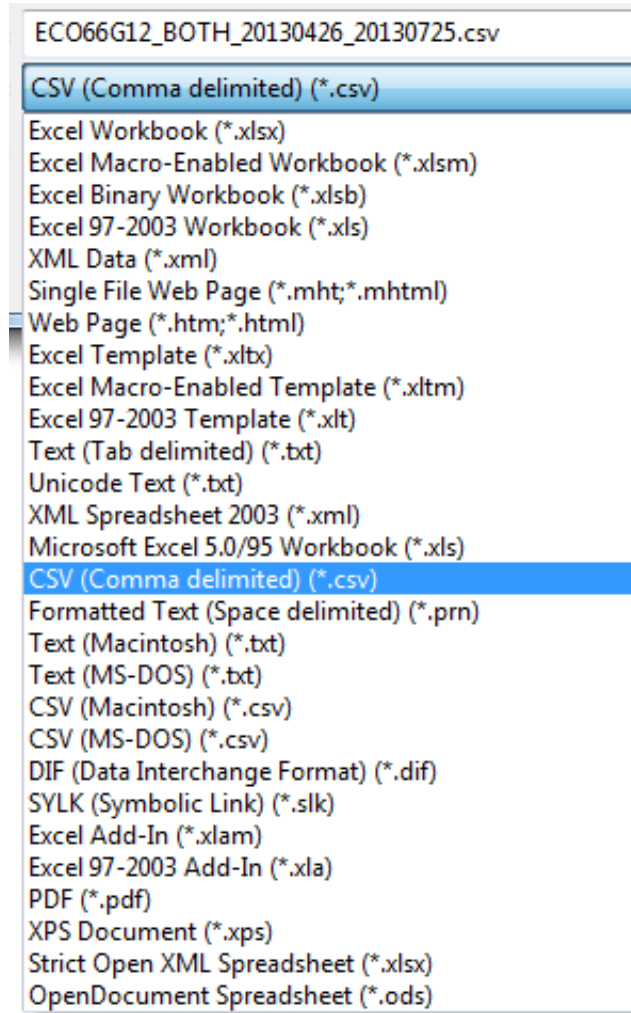 ECO66G12_BOTH_20130426_20130725.csv
CSV (Comma delimited) (*.csv)
Excel Workbook (*.xlsx)
Excel Macro-Enabled Workbook (*.xlsm)
Excel Binary Workbook (*.xlsb)
Excel 97-2003 Workbook (*.xls)
XML Data (*.xml)
Single File Web Page (*.mht;*.mhtml)
Web Page (*.htm;*.html)
Excel Template (*.xltx)
Excel Macro-Enabled Template (*.xltm)
Excel 97-2003 Template (*.xlt)
Text (Tab delimited) (*.txt)
Unicode Text (*.txt)
XML Spreadsheet 2003 (*.xml)
Microsoft Excel 5.0/95 Workbook (*.xls)
CSV (Comma delimited) (*.csv)
Formatted Text (Space delimited) (*.prn)
Text (Macintosh) (*.txt)
Text (MS-DOS) (*.txt)
CSV (Macintosh) (*.csv)
CSV (MS-DOS) (*.csv)
DIF (Data Interchange Format) (*.dif)
SYLK (Symbolic Link) (*.slk)
Excel Add-In (*.xlam)
Excel 97-2003 Add-In (*.xla)
PDF (*.pdf)
XPS Document (*.xps)
Strict Open XML Spreadsheet (*.xlsx)
OpenDocument Spreadsheet (*.ods)